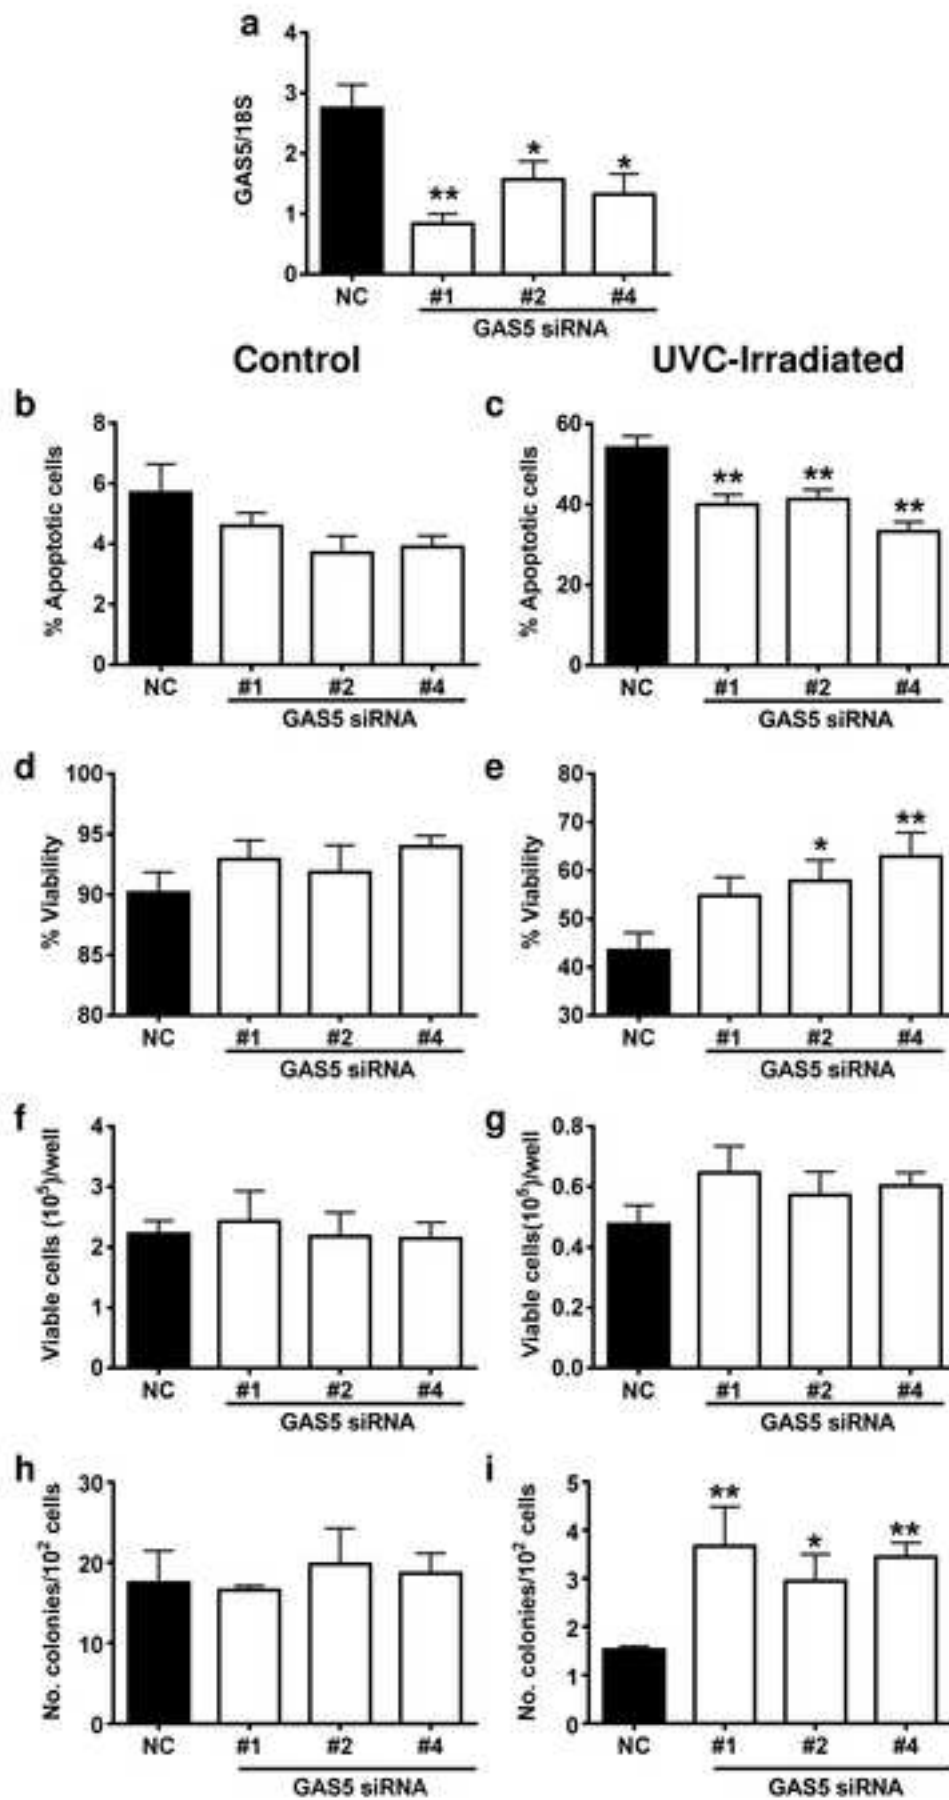 a
4
3
2
1
0
GAS5/18S
**
*
*
NC #1 #2 #4
GAS5 siRNA
Control UVC-Irradiated
b
8
6
4
2
0
% Apoptotic cells
NC #1 #2 #4
GAS5 siRNA
c
60
40
20
0
% Apoptotic cells
**
**
**
NC #1 #2 #4
GAS5 siRNA
d
100
95
90
85
80
% Viability
NC #1 #2 #4
GAS5 siRNA
e
80
70
60
50
40
30
% Viability
*
**
NC #1 #2 #4
GAS5 siRNA
f
4
3
2
1
0
Viable cells (10⁵)/well
NC #1 #2 #4
GAS5 siRNA
g
0.8
0.6
0.4
0.2
0.0
Viable cells(10⁵)/well
NC #1 #2 #4
GAS5 siRNA
h
30
20
10
0
No. colonies/10² cells
NC #1 #2 #4
GAS5 siRNA
i
5
4
3
2
1
0
No. colonies/10² cells
**
*
**
NC #1 #2 #4
GAS5 siRNA